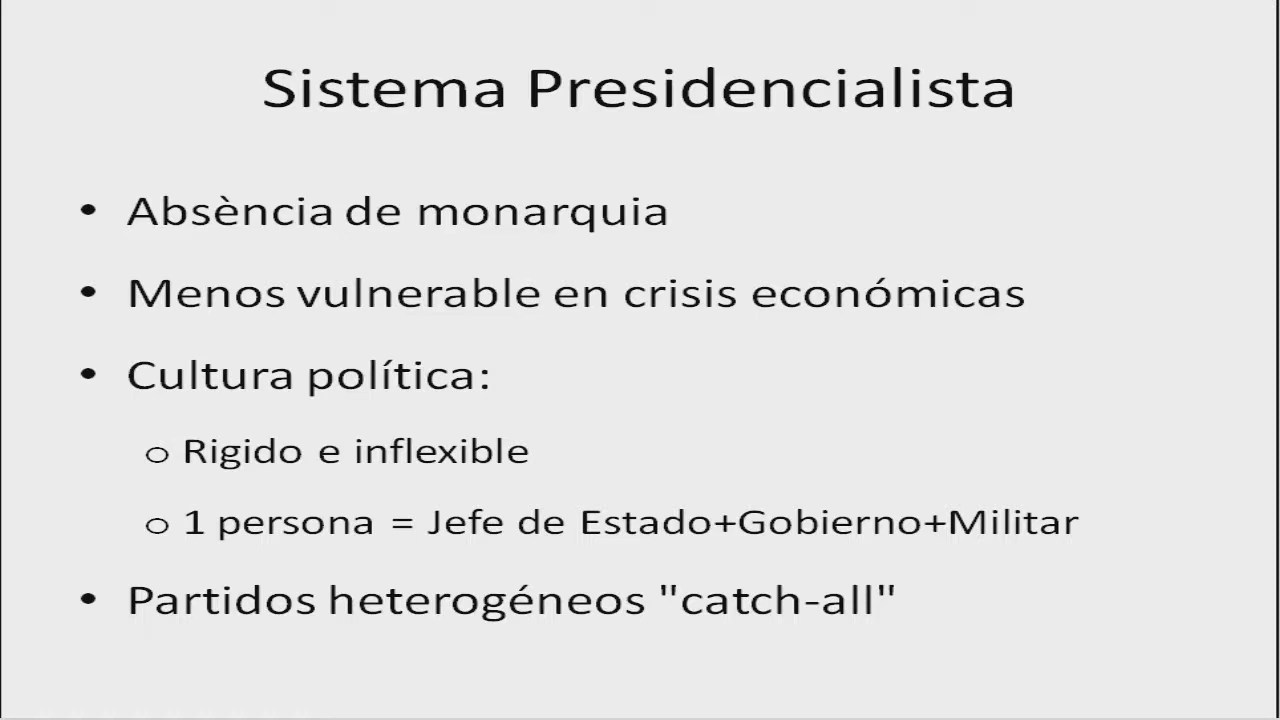 Sistema Presidencialista
• Absència de monarquia
• Menos vulnerable en crisis económicas
• Cultura política:
o Rigido e inflexible
o 1 persona = Jefe de Estado+Gobierno+Militar
• Partidos heterogéneos "catch-all"